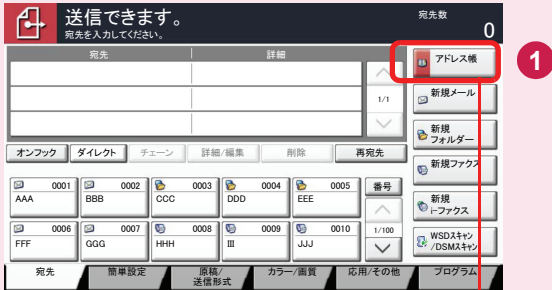 送信できます。
宛先を入力してください。
宛先数
0
宛先
詳細
アドレス帳
1
1/1
新規メール
新規
フォルダー
オンフック
ダイレクト
チェーン
詳細/編集
削除
再宛先
新規ファクス
0001
AAA
0002
BBB
0003
CCC
0004
DDD
0005
EEE
番号
新規
i-ファクス
0006
FFF
0007
GGG
0008
HHH
0009
III
0010
JJJ
1/100
WSDスキャン
/DSMスキャン
宛先
簡単設定
原稿/
送信形式
カラー/画質
応用/その他
プログラム